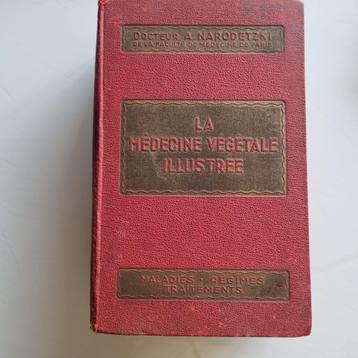 DOCTEUR A. NARODETZKI
DE LA FACULTÉ DE MÉDECINE DE PARIS
LA
MÉDECINE VÉGÉTALE
ILLUSTRÉE
MALADIES - RÉGIMES
TRAITEMENTS